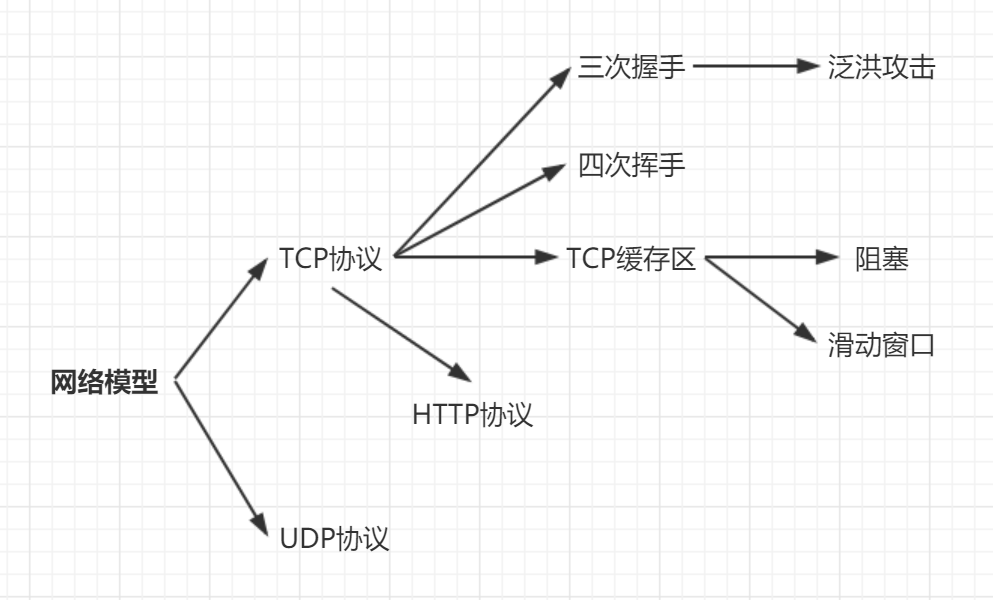 三次握手
泛洪攻击
四次挥手
TCP协议
TCP缓存区
阻塞
滑动窗口
网络模型
HTTP协议
UDP协议